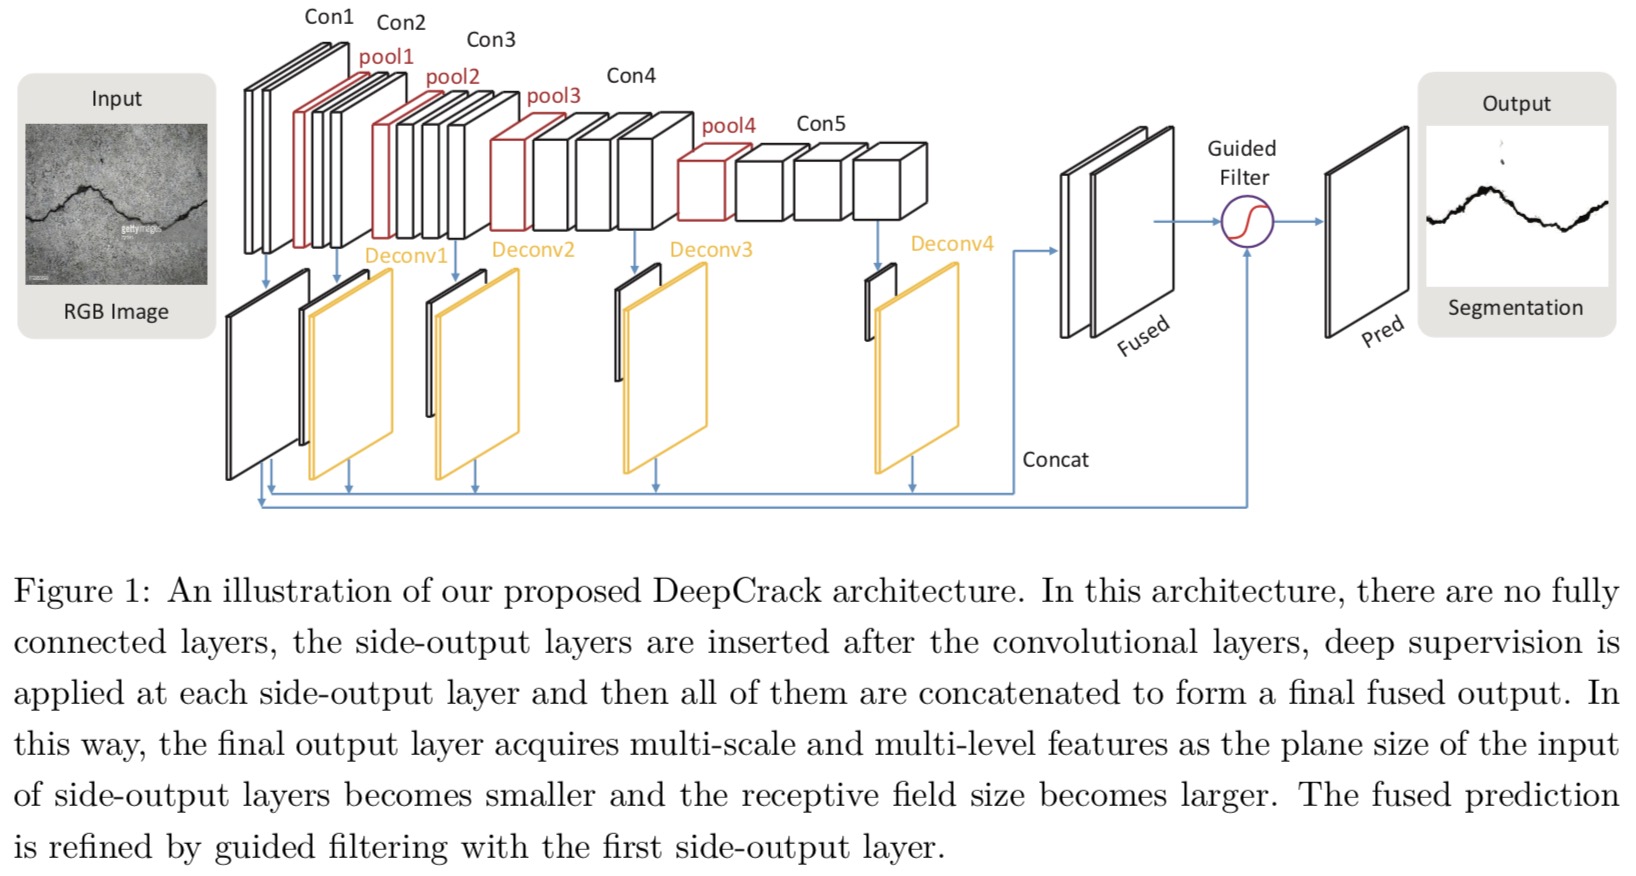 Con1
Con2
Con3
pool1
pool2
Con4
pool3
pool4
Con5
Input
RGB Image
gettyimages
Deconv1
Deconv2
Deconv3
Deconv4
Concat
Fused
Guided
Filter
Pred
Output
Segmentation
Figure 1: An illustration of our proposed DeepCrack architecture. In this architecture, there are no fully
connected layers, the side-output layers are inserted after the convolutional layers, deep supervision is
applied at each side-output layer and then all of them are concatenated to form a final fused output. In
this way, the final output layer acquires multi-scale and multi-level features as the plane size of the input
of side-output layers becomes smaller and the receptive field size becomes larger. The fused prediction
is refined by guided filtering with the first side-output layer.